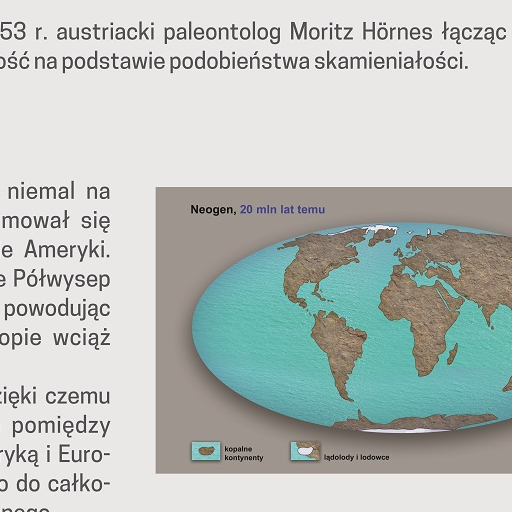 53 r. austriacki paleontolog Moritz Hörnes łącząc
ość na podstawie podobieństwa skamieniałości.
niemal na
mował się
e Ameryki.
e Półwysep
powodując
opie wciąż
zięki czemu
pomiędzy
ryką i Euro-
o do całko-
Neogen, 20 mln lat temu
kopalne
kontynenty
lądolody i lodowce